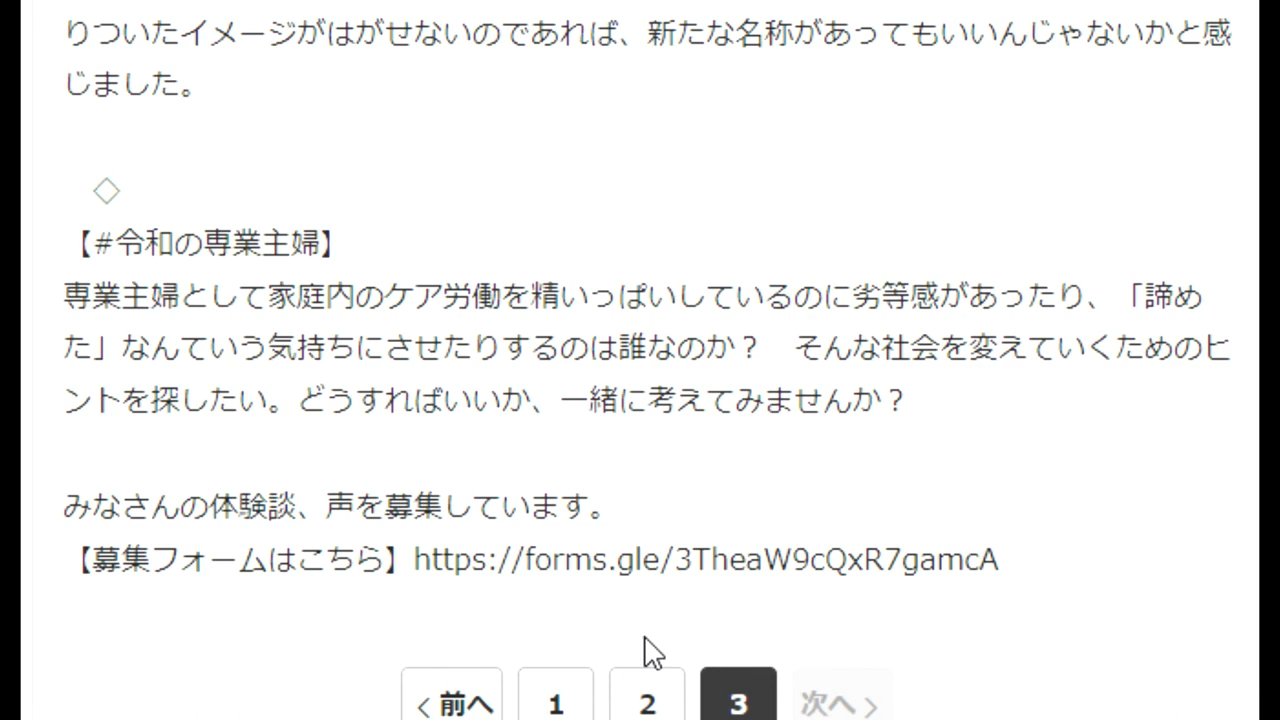 りついたイメージがはがせないのであれば、新たな名称があってもいいんじゃないかと感
じました。
◇
【#令和の専業主婦】
専業主婦として家庭内のケア労働を精いっぱいしているのに劣等感があったり、「諦め
た」なんていう気持ちにさせたりするのは誰なのか？　そんな社会を変えていくためのヒ
ントを探したい。どうすればいいか、一緒に考えてみませんか？
みなさんの体験談、声を募集しています。
【募集フォームはこちら】https://forms.gle/3TheaW9cQxR7gamcA
< 前へ 1 2 3 次へ >